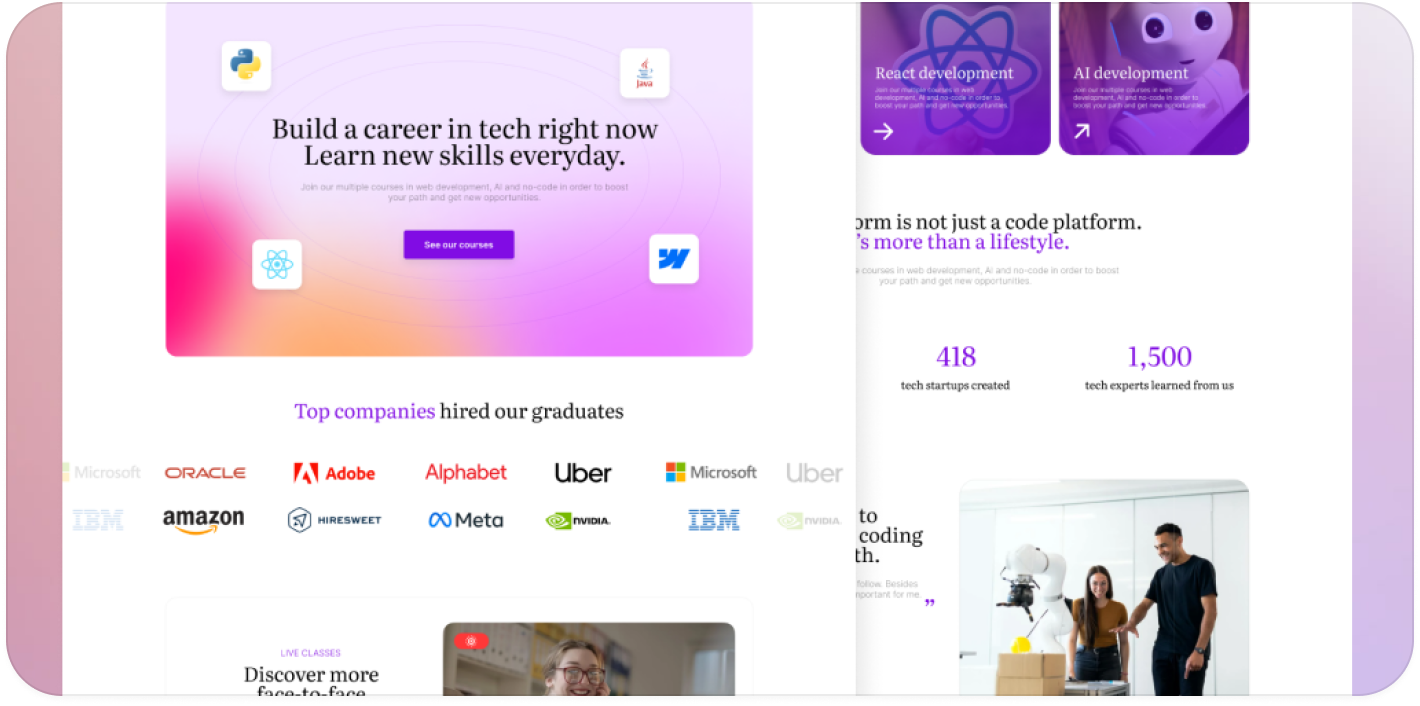 Java
Build a career in tech right now
Learn new skills everyday.
Join our multiple courses in web development, AI and no-code in order to boost
your path and get new opportunities.
See our courses
Top companies hired our graduates
Microsoft ORACLE Adobe Alphabet Uber Microsoft Uber
IBM amazon HIRESWEET Meta NVIDIA. IBM NVIDIA.
LIVE CLASSES
Discover more
face-to-face
React development
Join our multiple courses in web
development, AI and no-code in order to
boost your path and get new opportunities.
AI development
Join our multiple courses in web
development, AI and no-code in order to
boost your path and get new opportunities.
orm is not just a code platform.
's more than a lifestyle.
e courses in web development, AI and no-code in order to boost
your path and get new opportunities.
418
tech startups created
1,500
tech experts learned from us
to
coding
th.
follow. Besides
mportant for me.
”